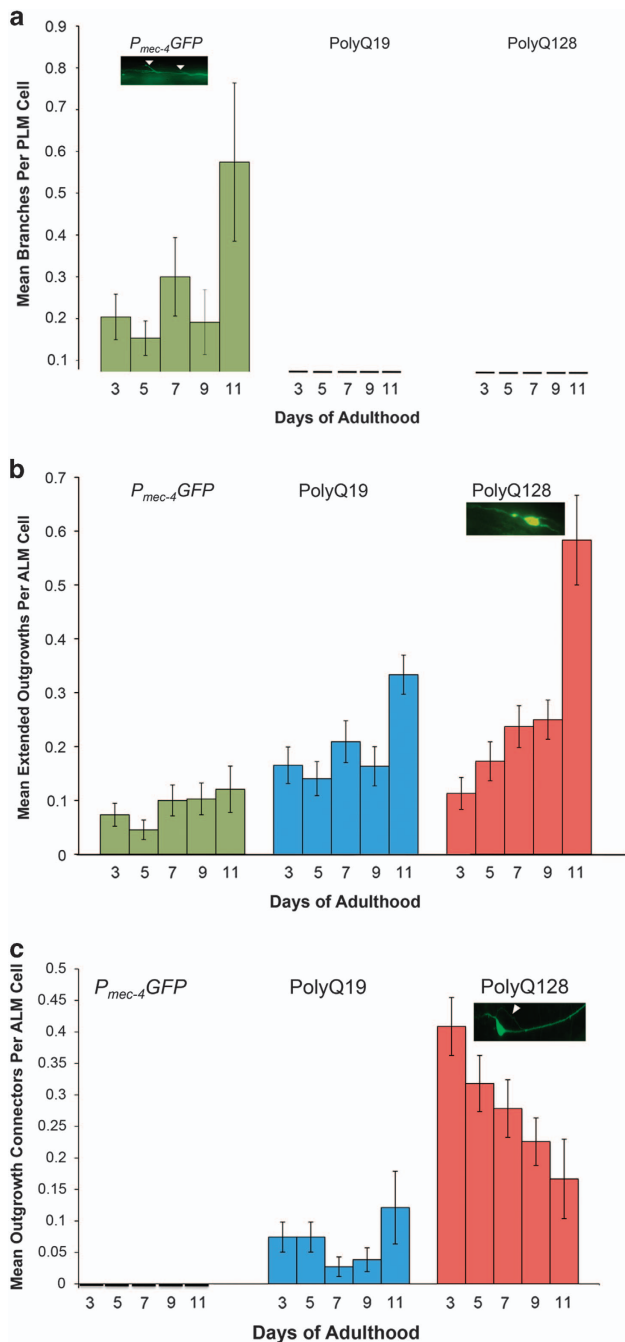 a
P_mec-4GFP PolyQ19 PolyQ128
Mean Branches Per PLM Cell
0.9
0.8
0.7
0.6
0.5
0.4
0.3
0.2
0.1
3 5 7 9 11 3 5 7 9 11 3 5 7 9 11
Days of Adulthood
b
P_mec-4GFP PolyQ19 PolyQ128
Mean Extended Outgrowths Per ALM Cell
0.7
0.6
0.5
0.4
0.3
0.2
0.1
0
3 5 7 9 11 3 5 7 9 11 3 5 7 9 11
Days of Adulthood
c
P_mec-4GFP PolyQ19 PolyQ128
Mean Outgrowth Connectors Per ALM Cell
0.5
0.45
0.4
0.35
0.3
0.25
0.2
0.15
0.1
0.05
0
3 5 7 9 11 3 5 7 9 11 3 5 7 9 11
Days of Adulthood